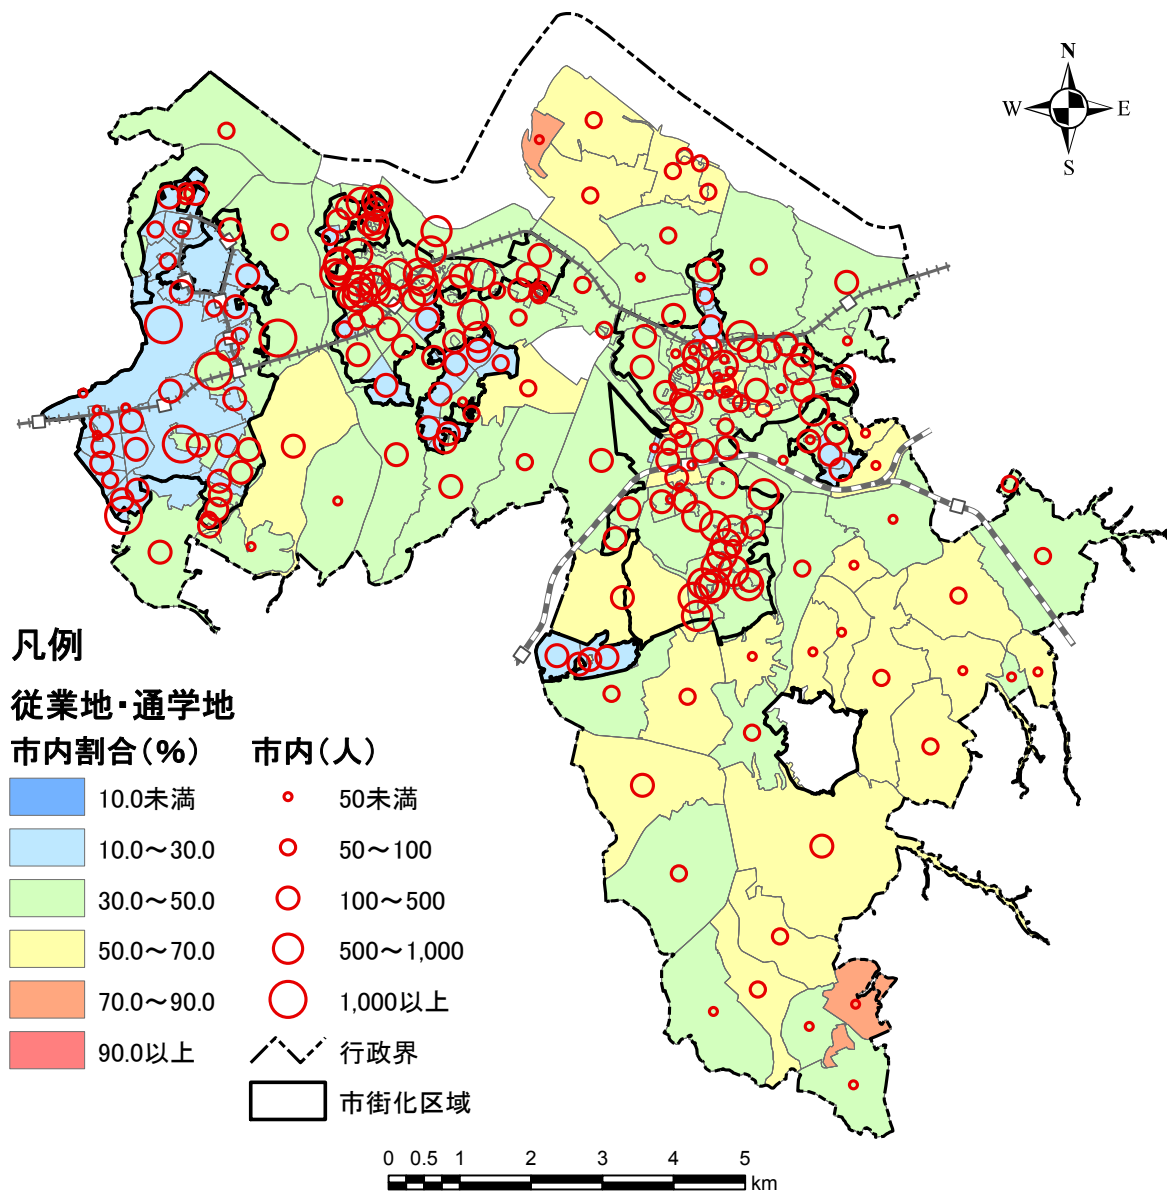 N
W E
S
凡例
従業地・通学地
市内割合(%) 市内(人)
10.0未満 50未満
10.0～30.0 50～100
30.0～50.0 100～500
50.0～70.0 500～1,000
70.0～90.0 1,000以上
90.0以上 行政界
市街化区域
0 0.5 1 2 3 4 5
km